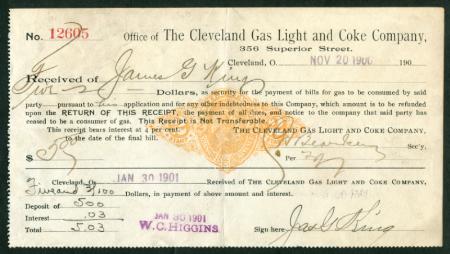 No. 12605 Office of The Cleveland Gas Light and Coke Company,
356 Superior Street.
Cleveland, O. NOV 20 1900 190
Received of James G King
Five Dollars, as security for the payment of bills for gas to be consumed by said
party pursuant to his application and for any other indebtedness to this Company, which amount is to be refunded
upon the RETURN OF THIS RECEIPT, the payment of all dues, and notice to the company that said party has
ceased to be a consumer of gas. This Receipt is Not Transferable.
This receipt bears interest at per cent. THE CLEVELAND GAS LIGHT AND COKE COMPANY,
to the date of the final bill. Sec'y.
$ 500 Per
Cleveland, O. JAN 30 1901 Received of THE CLEVELAND GAS LIGHT AND COKE COMPANY,
Five and 3/100 Dollars, in payment of above amount and interest.
Deposit of 500
Interest .03 JAN 30 1901
Total 5.03 W.C. HIGGINS Sign here Jas G King